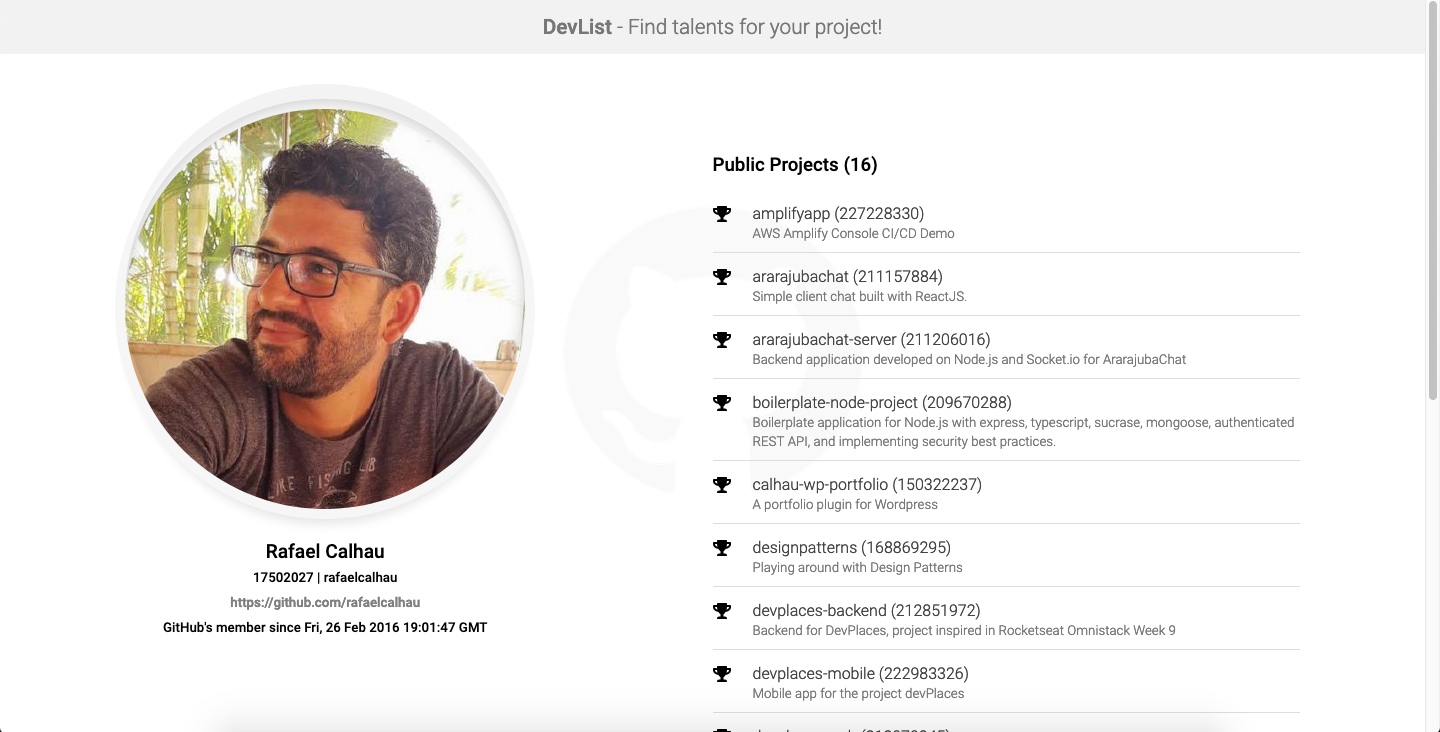 DevList - Find talents for your project!
Rafael Calhau
17502027 | rafaelcalhau
https://github.com/rafaelcalhau
GitHub's member since Fri, 26 Feb 2016 19:01:47 GMT
Public Projects (16)
amplifyapp (227228330)
AWS Amplify Console CI/CD Demo
ararajubachat (211157884)
Simple client chat built with ReactJS.
ararajubachat-server (211206016)
Backend application developed on Node.js and Socket.io for ArarajubaChat
boilerplate-node-project (209670288)
Boilerplate application for Node.js with express, typescript, sucrase, mongoose, authenticated
REST API, and implementing security best practices.
calhau-wp-portfolio (150322237)
A portfolio plugin for Wordpress
designpatterns (168869295)
Playing around with Design Patterns
devplaces-backend (212851972)
Backend for DevPlaces, project inspired in Rocketseat Omnistack Week 9
devplaces-mobile (222983326)
Mobile app for the project devPlaces